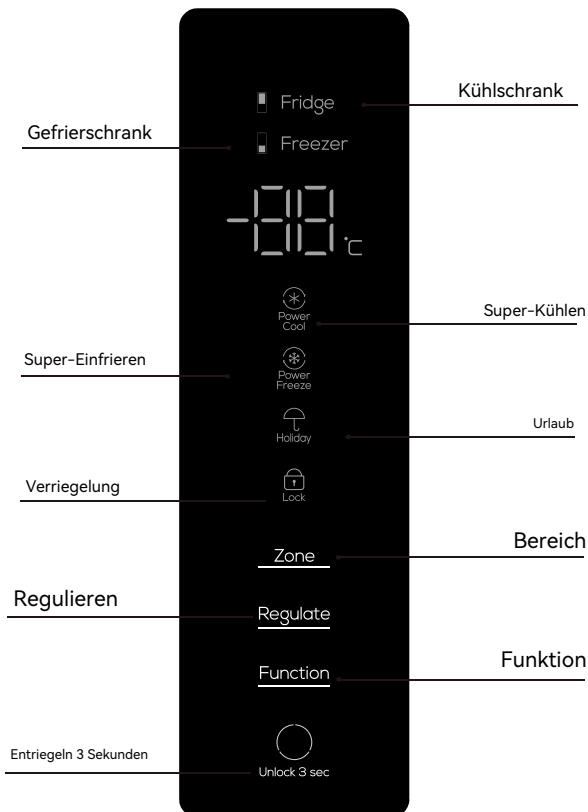 Fridge
Kühlschrank
Gefrierschrank
Freezer
-88
°C
Power
Cool
Super-Kühlen
Super-Einfrieren
Power
Freeze
Holiday
Urlaub
Verriegelung
Lock
Zone
Bereich
Regulieren
Regulate
Function
Funktion
Entriegeln 3 Sekunden
Unlock 3 sec